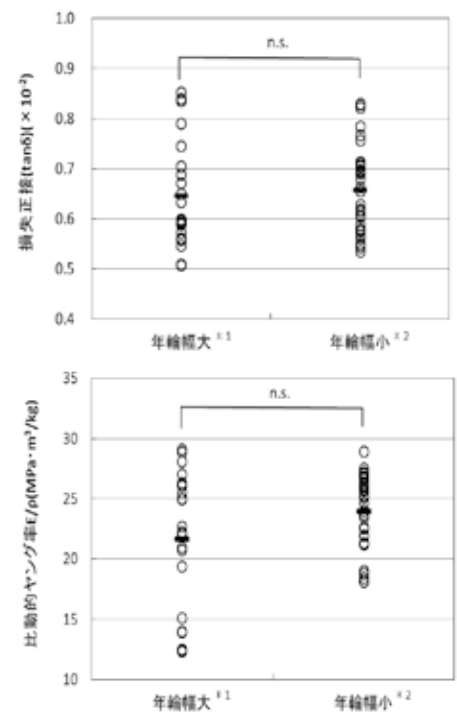 n.s.
損失正接(tanδ)(×10⁻²)
1.0
0.9
0.8
0.7
0.6
0.5
0.4
年輪幅大 ※1
年輪幅小 ※2
n.s.
比動的ヤング率E/ρ(MPa・m³/kg)
35
30
25
20
15
10
年輪幅大 ※1
年輪幅小 ※2